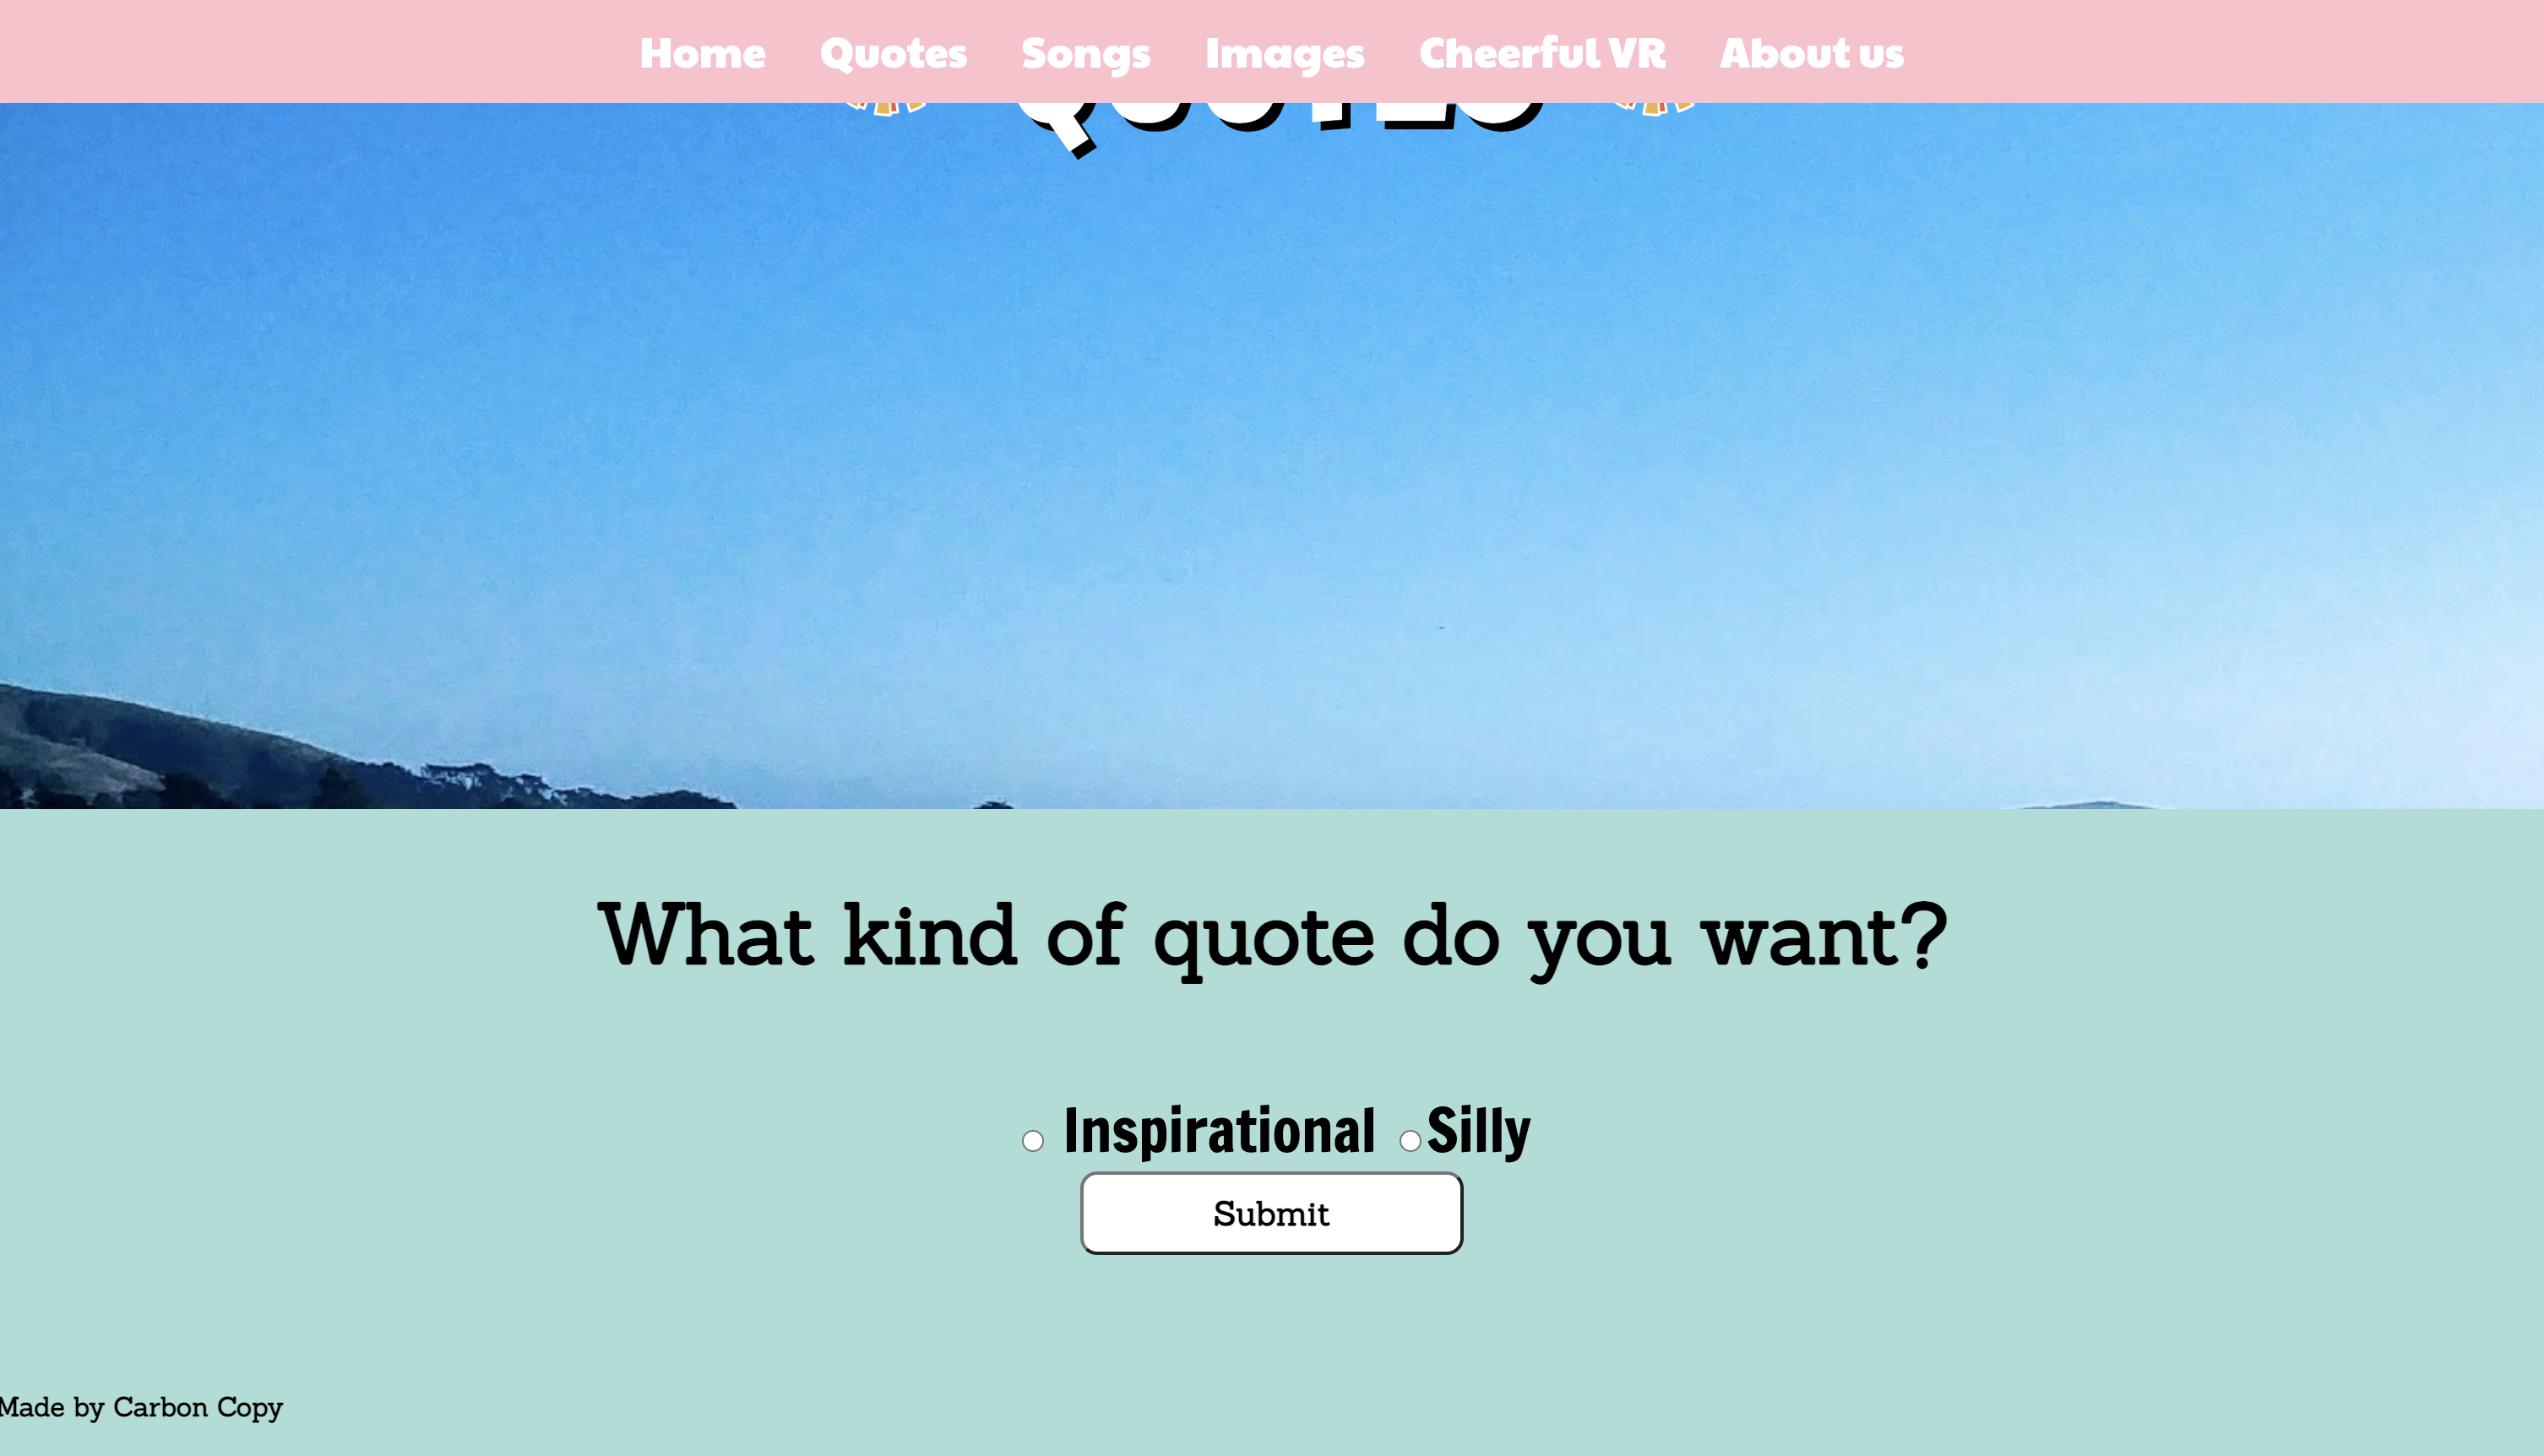 Home Quotes Songs Images Cheerful VR About us
QUOTES
What kind of quote do you want?
Inspirational Silly
Submit
Made by Carbon Copy